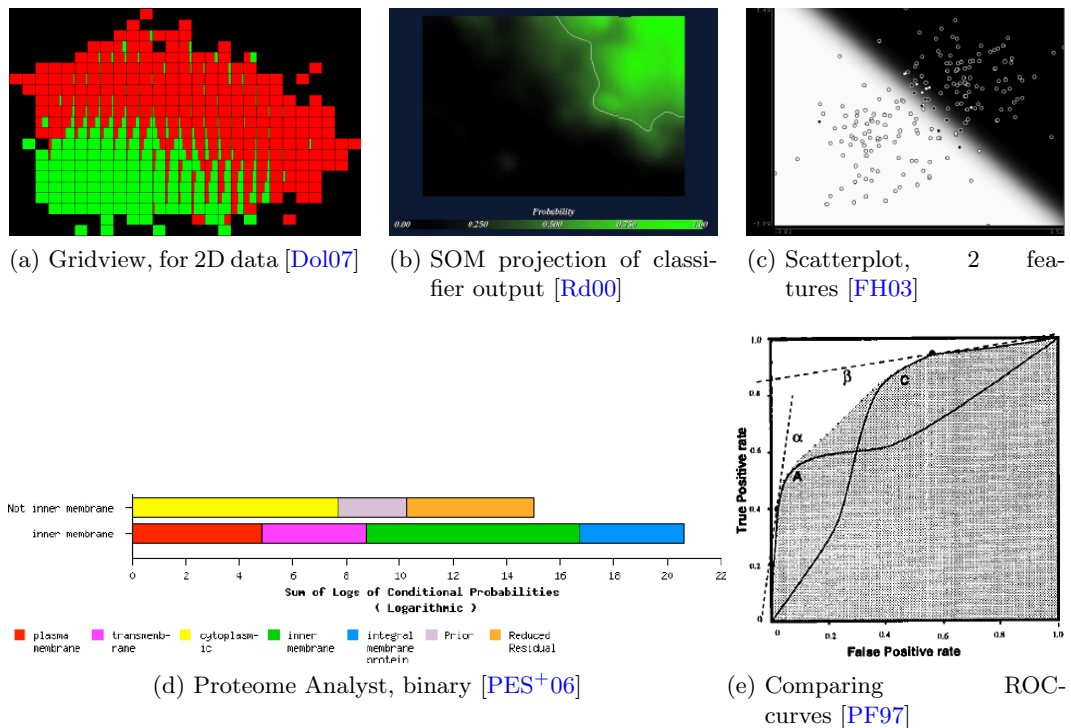 Probability
0.00 0.250 0.500 0.750 1.00
(a) Gridview, for 2D data [Dol07]
(b) SOM projection of classi-
fier output [Rd00]
(c) Scatterplot, 2 fea-
tures [FH03]
Not inner membrane
inner membrane
0 2 4 6 8 10 12 14 16 18 20 22
Sum of Logs of Conditional Probabilities
( Logarithmic )
plasma membrane
transmemb-rane
cytoplasm-ic
inner membrane
integral membrane protein
Prior
Reduced Residual
(d) Proteome Analyst, binary [PES+06]
True Positive rate
1.0
0.8
0.6
0.4
0.2
0
0 0.2 0.4 0.6 0.8 1.0
False Positive rate
α
β
A
C
(e) Comparing ROC-
curves [PF97]